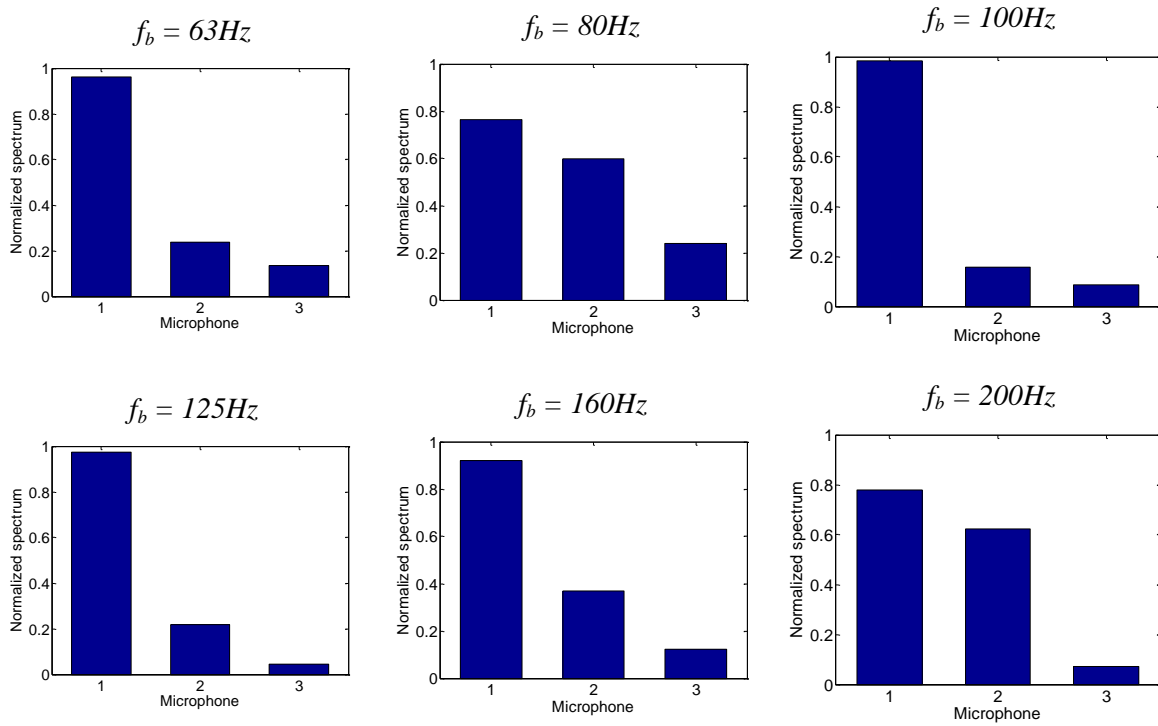 f_b = 63Hz
1
0.8
0.6
0.4
0.2
0
Normalized spectrum
1 2 3
Microphone
f_b = 80Hz
1
0.8
0.6
0.4
0.2
0
Normalized spectrum
1 2 3
Microphone
f_b = 100Hz
1
0.8
0.6
0.4
0.2
0
Normalized spectrum
1 2 3
Microphone
f_b = 125Hz
1
0.8
0.6
0.4
0.2
0
Normalized spectrum
1 2 3
Microphone
f_b = 160Hz
1
0.8
0.6
0.4
0.2
0
Normalized spectrum
1 2 3
Microphone
f_b = 200Hz
1
0.8
0.6
0.4
0.2
0
Normalized spectrum
1 2 3
Microphone